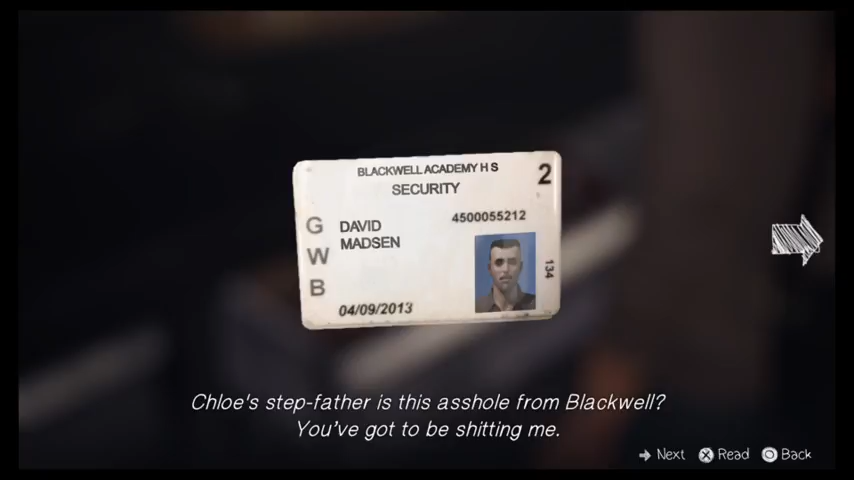 BLACKWELL ACADEMY H S
2
SECURITY
G
W
B
DAVID
MADSEN
4500055212
134
04/09/2013
Chloe's step-father is this asshole from Blackwell?
You've got to be shitting me.
Next Read Back